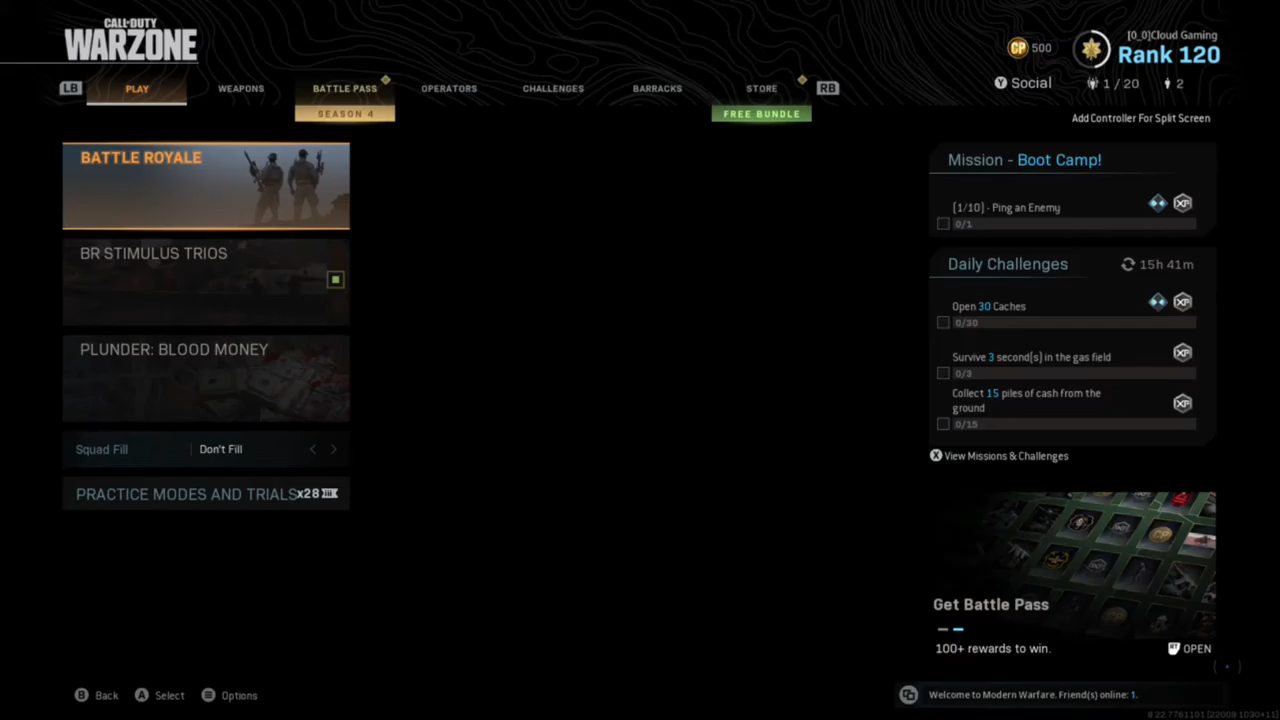 CALL OF DUTY
WARZONE
CP 500
[0_0]Cloud Gaming
Rank 120
Y Social
1 / 20
2
LB
PLAY
WEAPONS
BATTLE PASS
SEASON 4
OPERATORS
CHALLENGES
BARRACKS
STORE
FREE BUNDLE
RB
Add Controller For Split Screen
BATTLE ROYALE
BR STIMULUS TRIOS
PLUNDER: BLOOD MONEY
Squad Fill
Don't Fill
PRACTICE MODES AND TRIALS x28
Mission - Boot Camp!
[1/10] - Ping an Enemy
XP
0/1
Daily Challenges
15h 41m
Open 30 Caches
XP
0/30
Survive 3 second(s) in the gas field
XP
0/3
Collect 15 piles of cash from the
ground
XP
0/15
X View Missions & Challenges
Get Battle Pass
100+ rewards to win.
RT OPEN
B Back
A Select
Options
Welcome to Modern Warfare. Friend(s) online: 1.